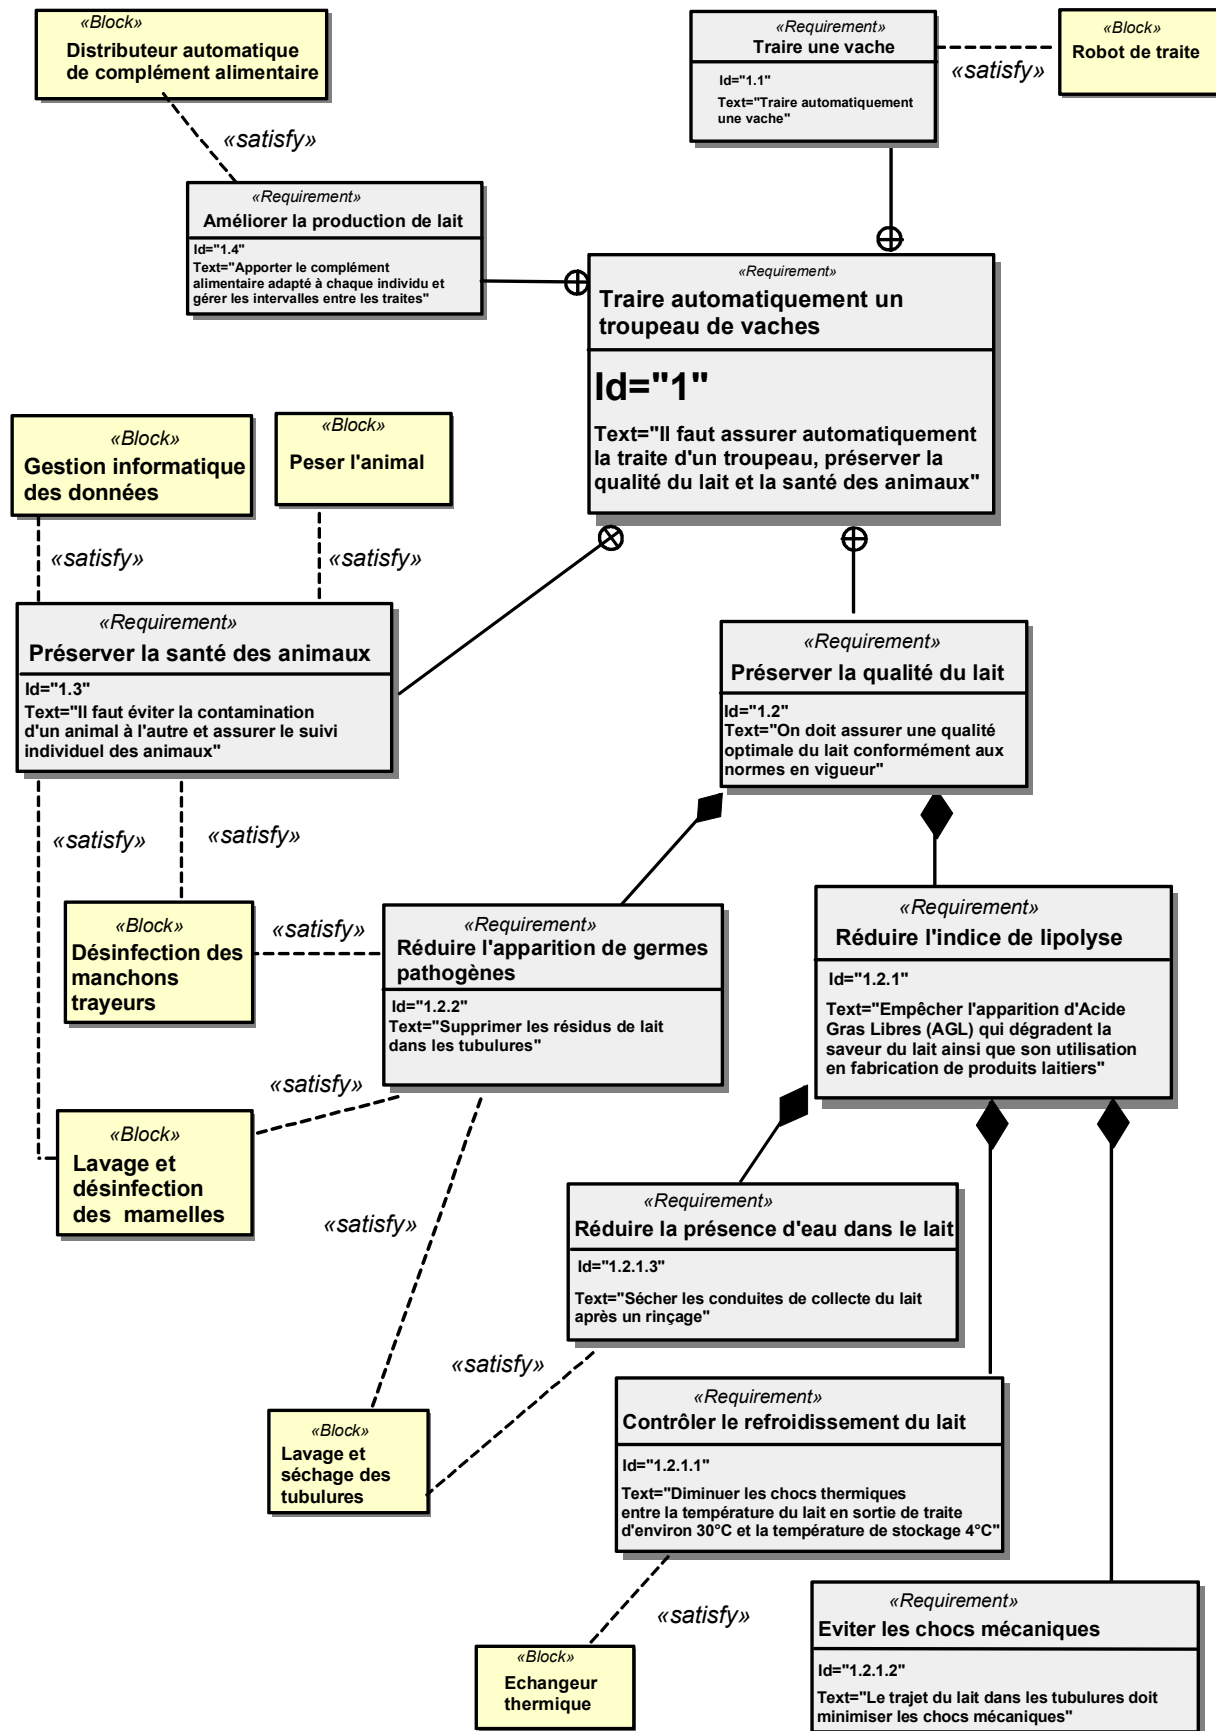 «Block»
Distributeur automatique
de complément alimentaire
«satisfy»
«Requirement»
Traire une vache
Id="1.1"
Text="Traire automatiquement
une vache"
«satisfy»
«Block»
Robot de traite
«Requirement»
Améliorer la production de lait
Id="1.4"
Text="Apporter le complément
alimentaire adapté à chaque individu et
gérer les intervalles entre les traites"
«Requirement»
Traire automatiquement un
troupeau de vaches
Id="1"
Text="Il faut assurer automatiquement
la traite d'un troupeau, préserver la
qualité du lait et la santé des animaux"
«Block»
Gestion informatique
des données
«Block»
Peser l'animal
«satisfy»
«satisfy»
«Requirement»
Préserver la santé des animaux
Id="1.3"
Text="Il faut éviter la contamination
d'un animal à l'autre et assurer le suivi
individuel des animaux"
«Requirement»
Préserver la qualité du lait
Id="1.2"
Text="On doit assurer une qualité
optimale du lait conformément aux
normes en vigueur"
«satisfy»
«satisfy»
«Block»
Désinfection des
manchons
trayeurs
«satisfy»
«Requirement»
Réduire l'apparition de germes
pathogènes
Id="1.2.2"
Text="Supprimer les résidus de lait
dans les tubulures"
«Requirement»
Réduire l'indice de lipolyse
Id="1.2.1"
Text="Empêcher l'apparition d'Acide
Gras Libres (AGL) qui dégradent la
saveur du lait ainsi que son utilisation
en fabrication de produits laitiers"
«satisfy»
«Block»
Lavage et
désinfection
des mamelles
«satisfy»
«Requirement»
Réduire la présence d'eau dans le lait
Id="1.2.1.3"
Text="Sécher les conduites de collecte du lait
après un rinçage"
«satisfy»
«Block»
Lavage et
séchage des
tubulures
«Requirement»
Contrôler le refroidissement du lait
Id="1.2.1.1"
Text="Diminuer les chocs thermiques
entre la température du lait en sortie de traite
d'environ 30°C et la température de stockage 4°C"
«satisfy»
«Block»
Echangeur
thermique
«Requirement»
Eviter les chocs mécaniques
Id="1.2.1.2"
Text="Le trajet du lait dans les tubulures doit
minimiser les chocs mécaniques"